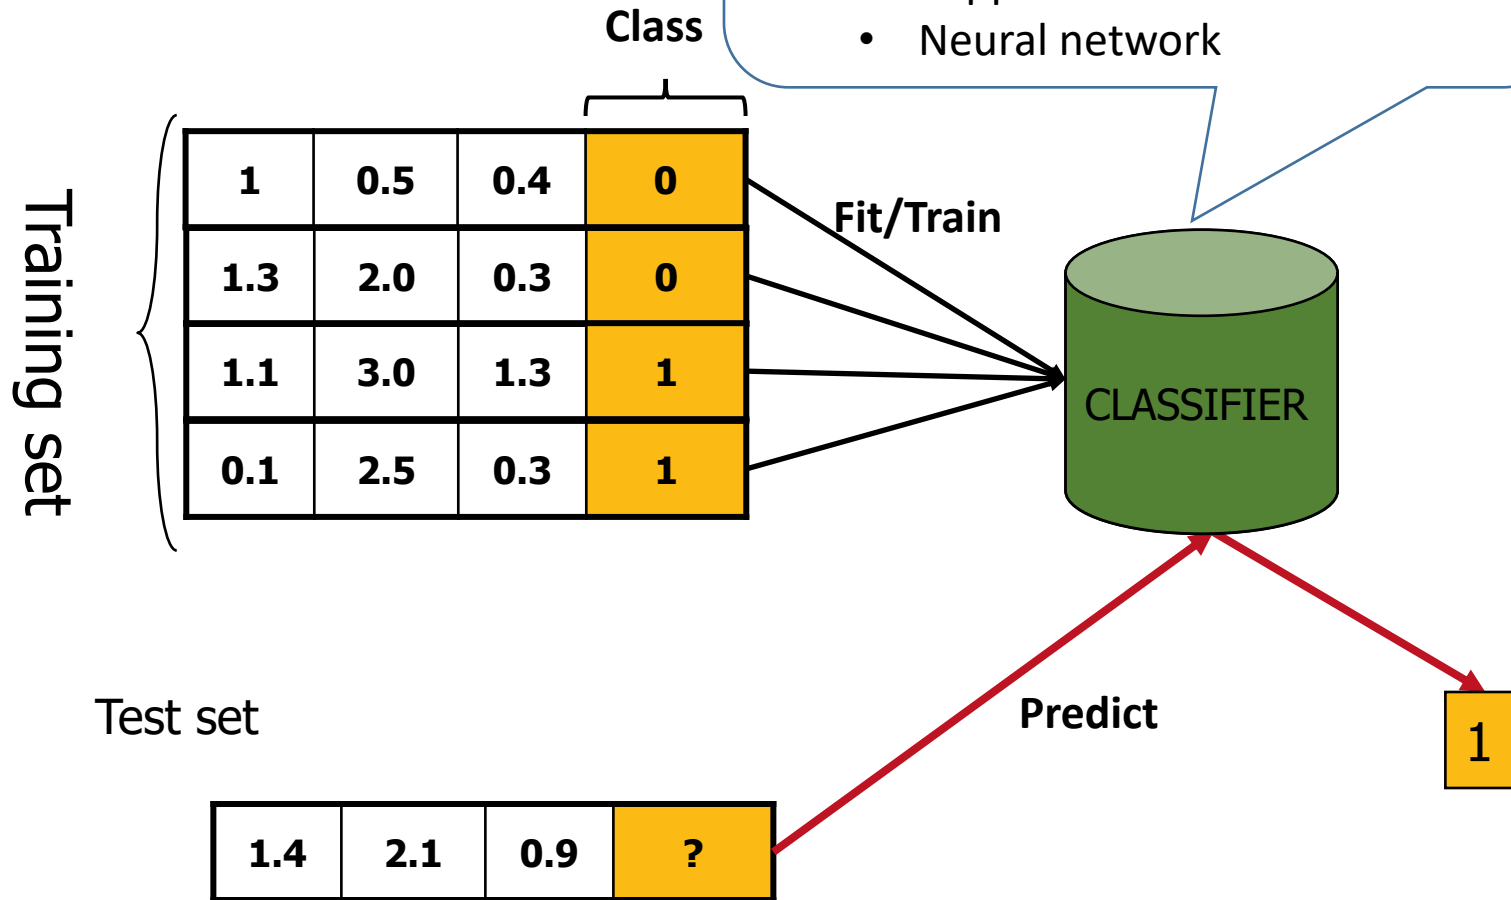 Class
• Neural network
1 0.5 0.4 0
1.3 2.0 0.3 0
1.1 3.0 1.3 1
0.1 2.5 0.3 1
Training set
Fit/Train
CLASSIFIER
Test set
Predict
1
1.4 2.1 0.9 ?